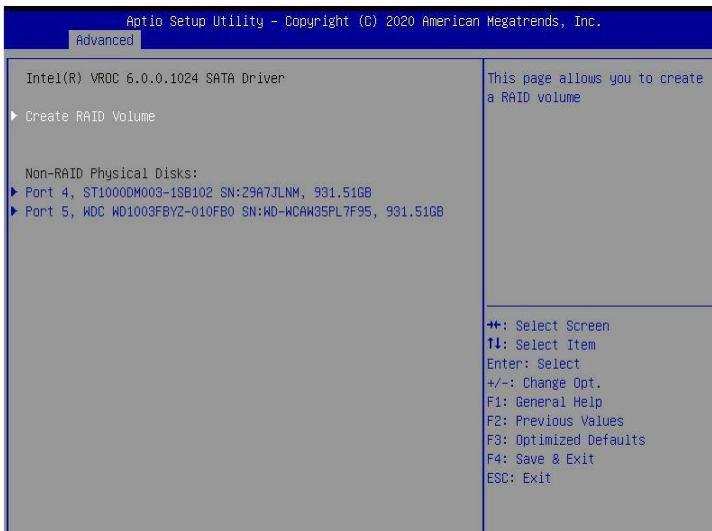 Aptio Setup Utility – Copyright (C) 2020 American Megatrends, Inc.
Advanced
Intel(R) VROC 6.0.0.1024 SATA Driver
Create RAID Volume
Non-RAID Physical Disks:
Port 4, ST1000DM003-1SB102 SN:Z9A7JLNM, 931.51GB
Port 5, WDC WD1003FBYZ-010FB0 SN:WD-WCAW35PL7F95, 931.51GB
This page allows you to create
a RAID volume
→←: Select Screen
↑↓: Select Item
Enter: Select
+/-: Change Opt.
F1: General Help
F2: Previous Values
F3: Optimized Defaults
F4: Save & Exit
ESC: Exit